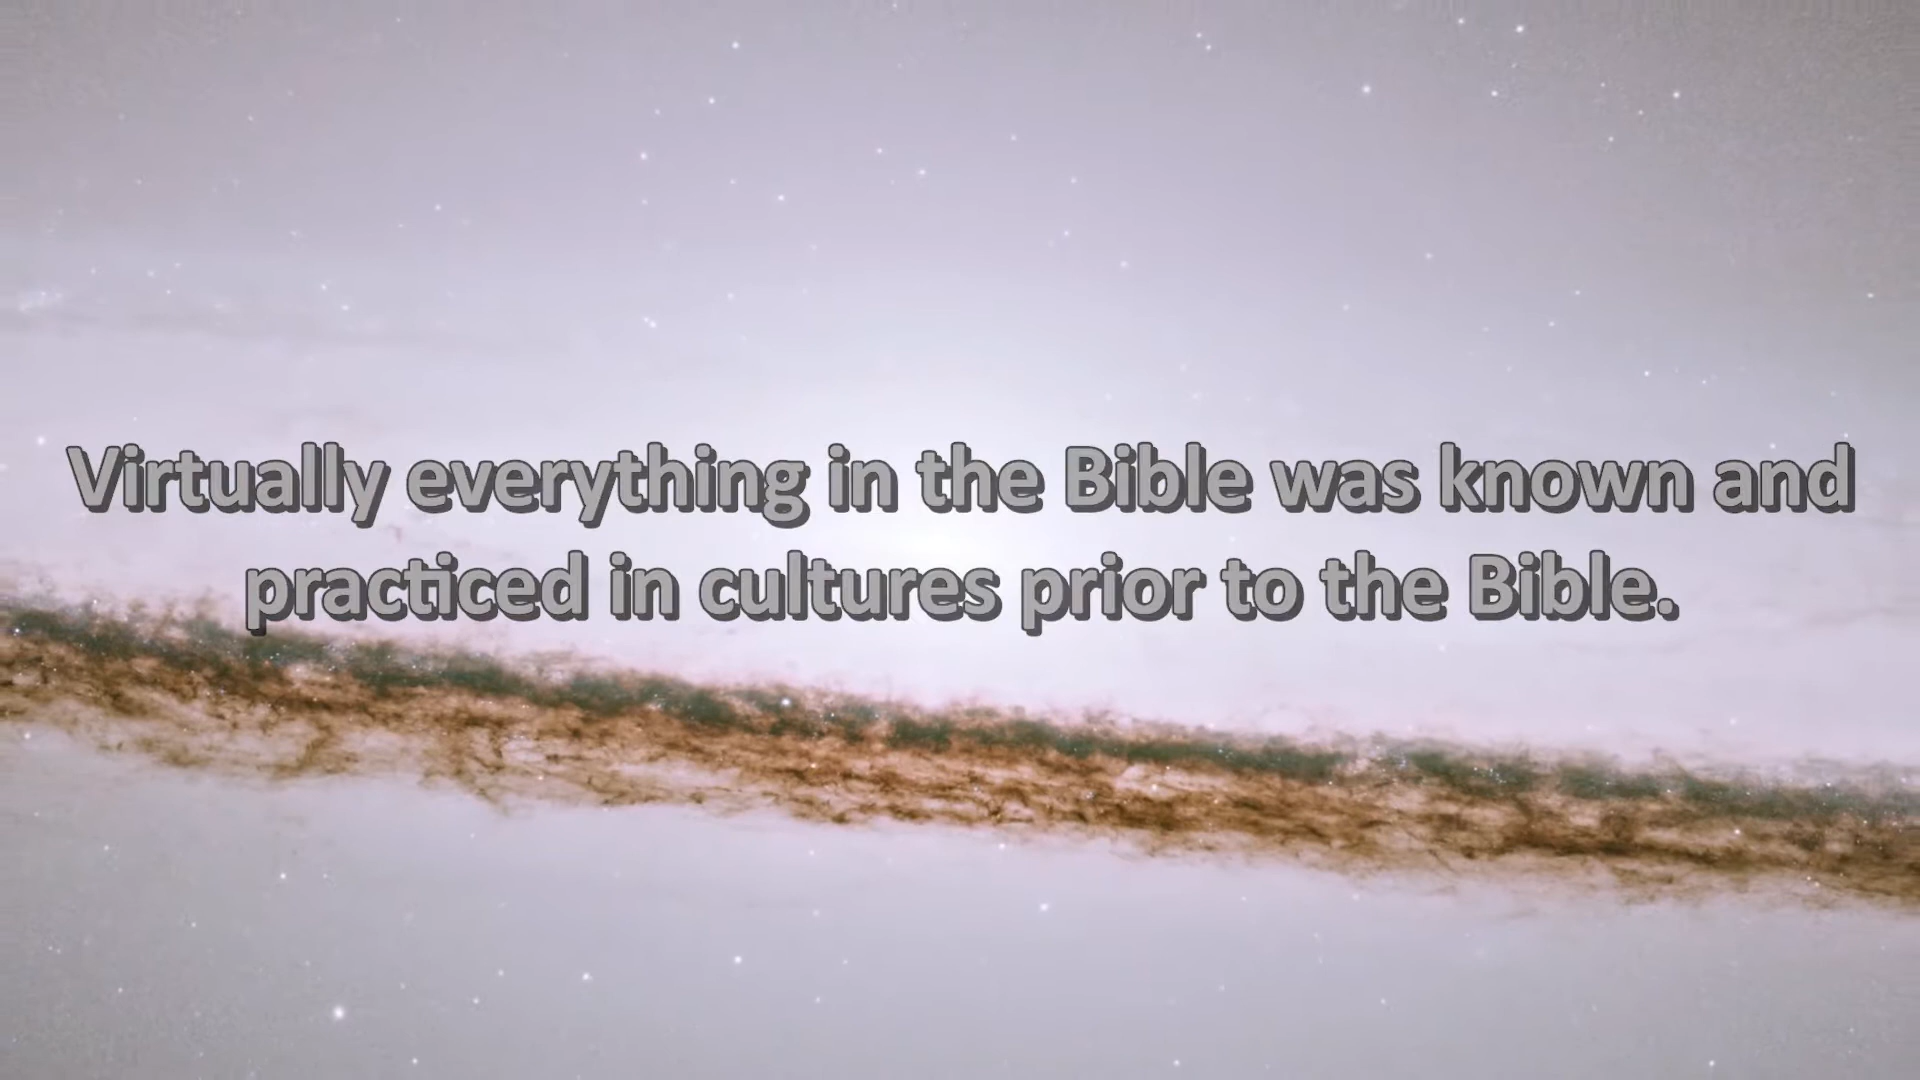 Virtually everything in the Bible was known and
practiced in cultures prior to the Bible.